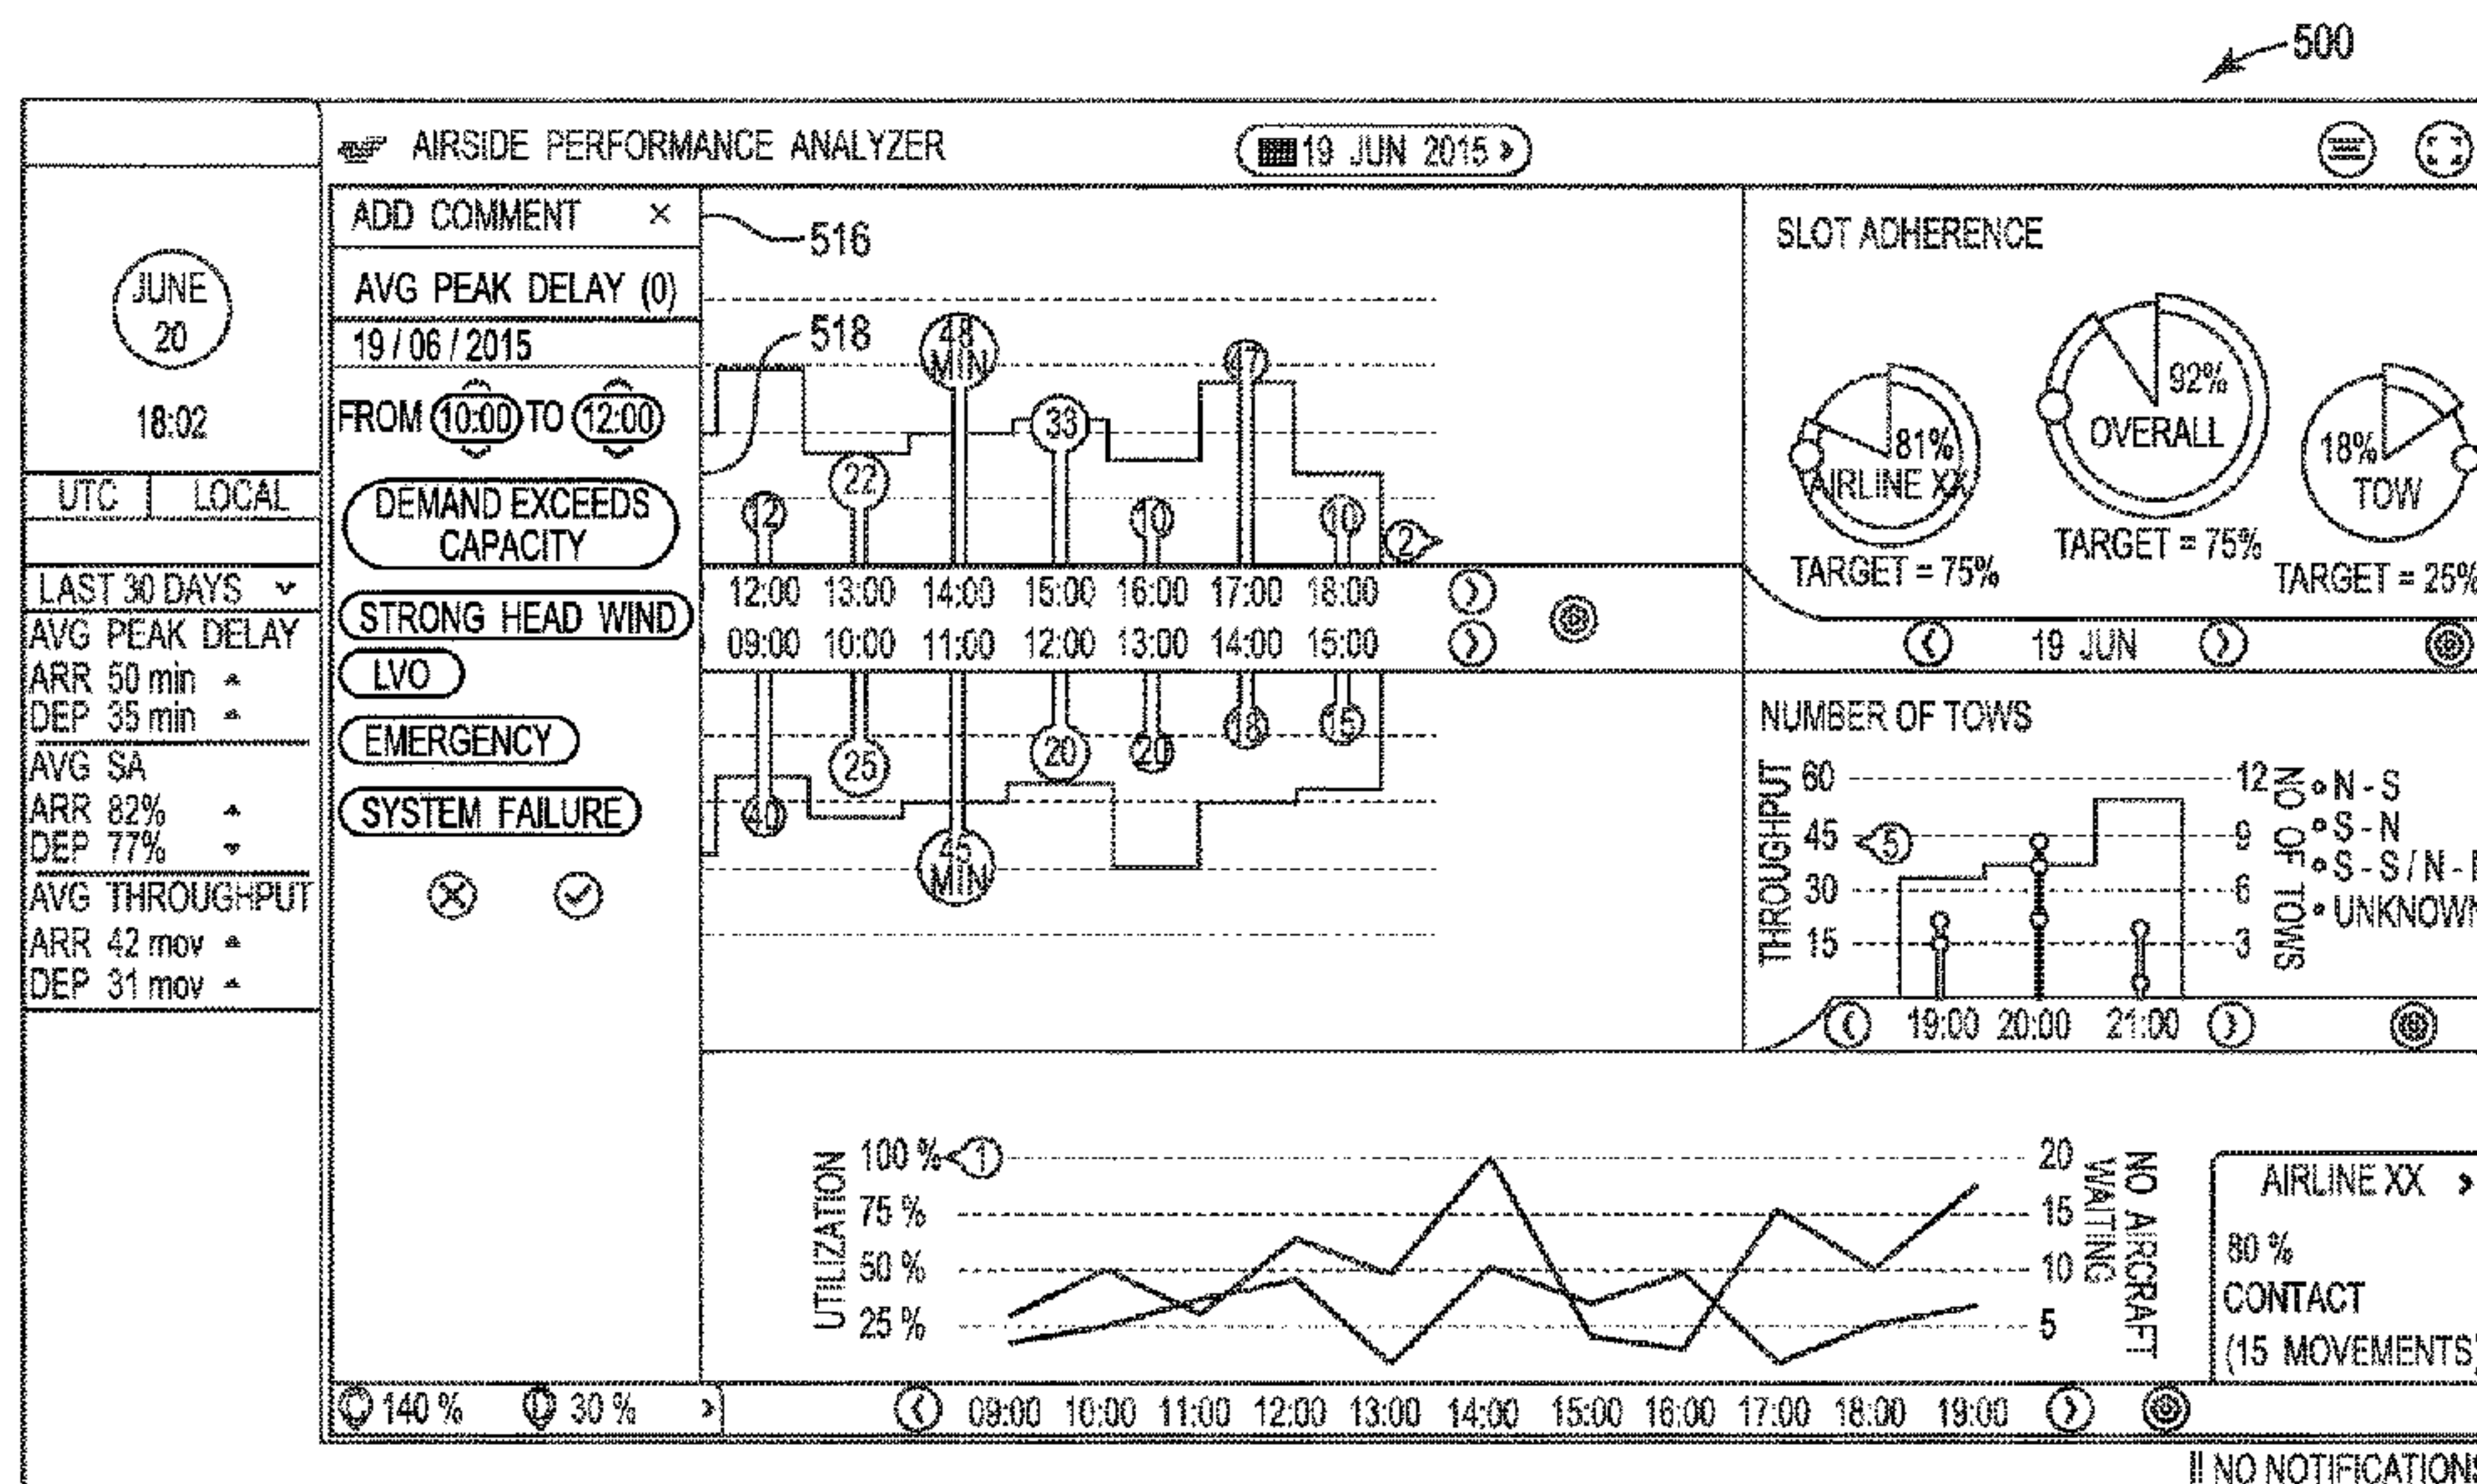 500
AIRSIDE PERFORMANCE ANALYZER
19 JUN 2015
JUNE
20
18:02
UTC LOCAL
LAST 30 DAYS
AVG PEAK DELAY
ARR 50 min
DEP 35 min
AVG SA
ARR 82%
DEP 77%
AVG THROUGHPUT
ARR 42 mov
DEP 31 mov
ADD COMMENT ×
AVG PEAK DELAY (0)
19 / 06 / 2015
FROM 10:00 TO 12:00
DEMAND EXCEEDS
CAPACITY
STRONG HEAD WIND
LVO
EMERGENCY
SYSTEM FAILURE
140 % 30 %
516
518
12
22
48
MIN
33
10
47
10
2
12:00 13:00 14:00 15:00 16:00 17:00 18:00
09:00 10:00 11:00 12:00 13:00 14:00 15:00
40
25
45
MIN
20
20
18
15
SLOT ADHERENCE
81%
AIRLINE XX
TARGET = 75%
92%
OVERALL
TARGET = 75%
18%
TOW
TARGET = 25%
19 JUN
NUMBER OF TOWS
THROUGHPUT
60
45
30
15
5
12
9
6
3
NO OF TOWS
N - S
S - N
S - S / N -
UNKNOWN
19:00 20:00 21:00
UTILIZATION
100 %
75 %
50 %
25 %
1
20
15
10
5
NO AIRCRAFT
WAITING
09:00 10:00 11:00 12:00 13:00 14:00 15:00 16:00 17:00 18:00 19:00
AIRLINE XX
80 %
CONTACT
(15 MOVEMENTS)
!! NO NOTIFICATIONS